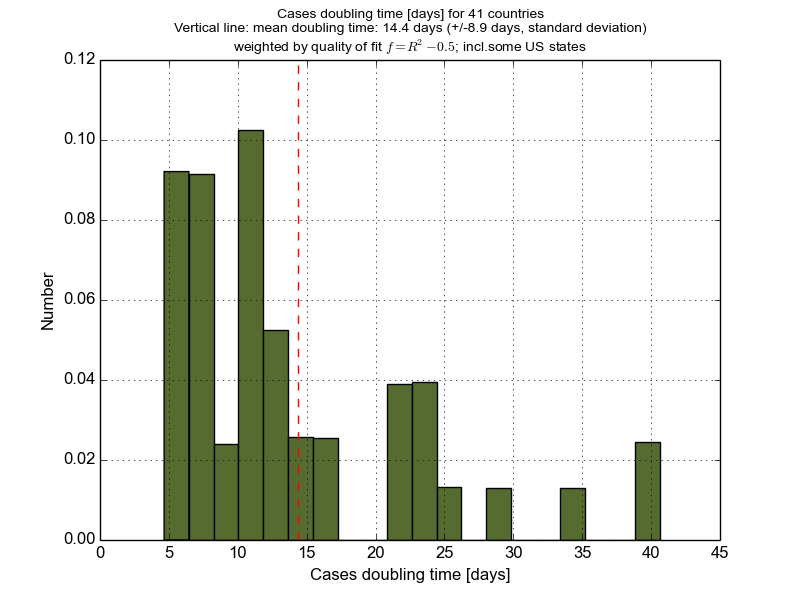 Cases doubling time [days] for 41 countries
Vertical line: mean doubling time: 14.4 days (+/-8.9 days, standard deviation)
weighted by quality of fit f=R²−0.5; incl.some US states
0.12
0.10
0.08
0.06
0.04
0.02
0.00
Number
0 5 10 15 20 25 30 35 40 45
Cases doubling time [days]